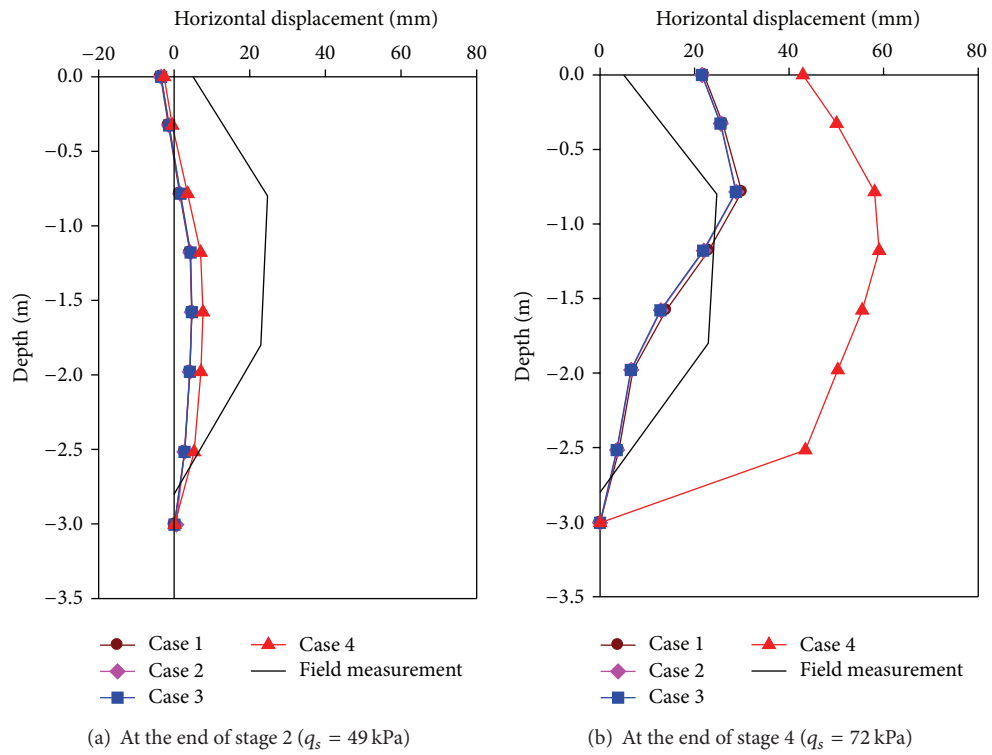 Horizontal displacement (mm)
−20 0 20 40 60 80
0.0
−0.5
−1.0
−1.5
−2.0
−2.5
−3.0
−3.5
Depth (m)
Case 1
Case 2
Case 3
Case 4
Field measurement
(a) At the end of stage 2 (qs = 49 kPa)
Horizontal displacement (mm)
0 20 40 60 80
0.0
−0.5
−1.0
−1.5
−2.0
−2.5
−3.0
−3.5
Depth (m)
Case 1
Case 2
Case 3
Case 4
Field measurement
(b) At the end of stage 4 (qs = 72 kPa)